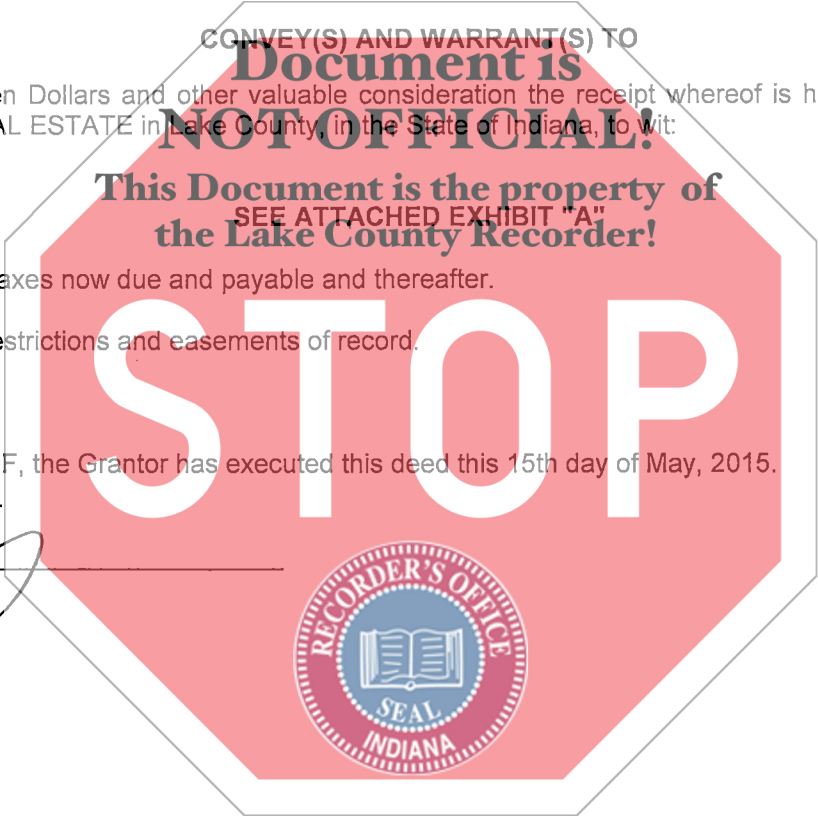 CONVEY(S) AND WARRANT(S) TO
Document is
n Dollars and other valuable consideration the receipt whereof is h
NOT OFFICIAL!
L ESTATE in Lake County, in the State of Indiana, to wit:
This Document is the property of
SEE ATTACHED EXHIBIT "A"
the Lake County Recorder!
axes now due and payable and thereafter.
estrictions and easements of record.
STOP
F, the Grantor has executed this deed this 15th day of May, 2015.
RECORDER'S OFFICE
SEAL
INDIANA